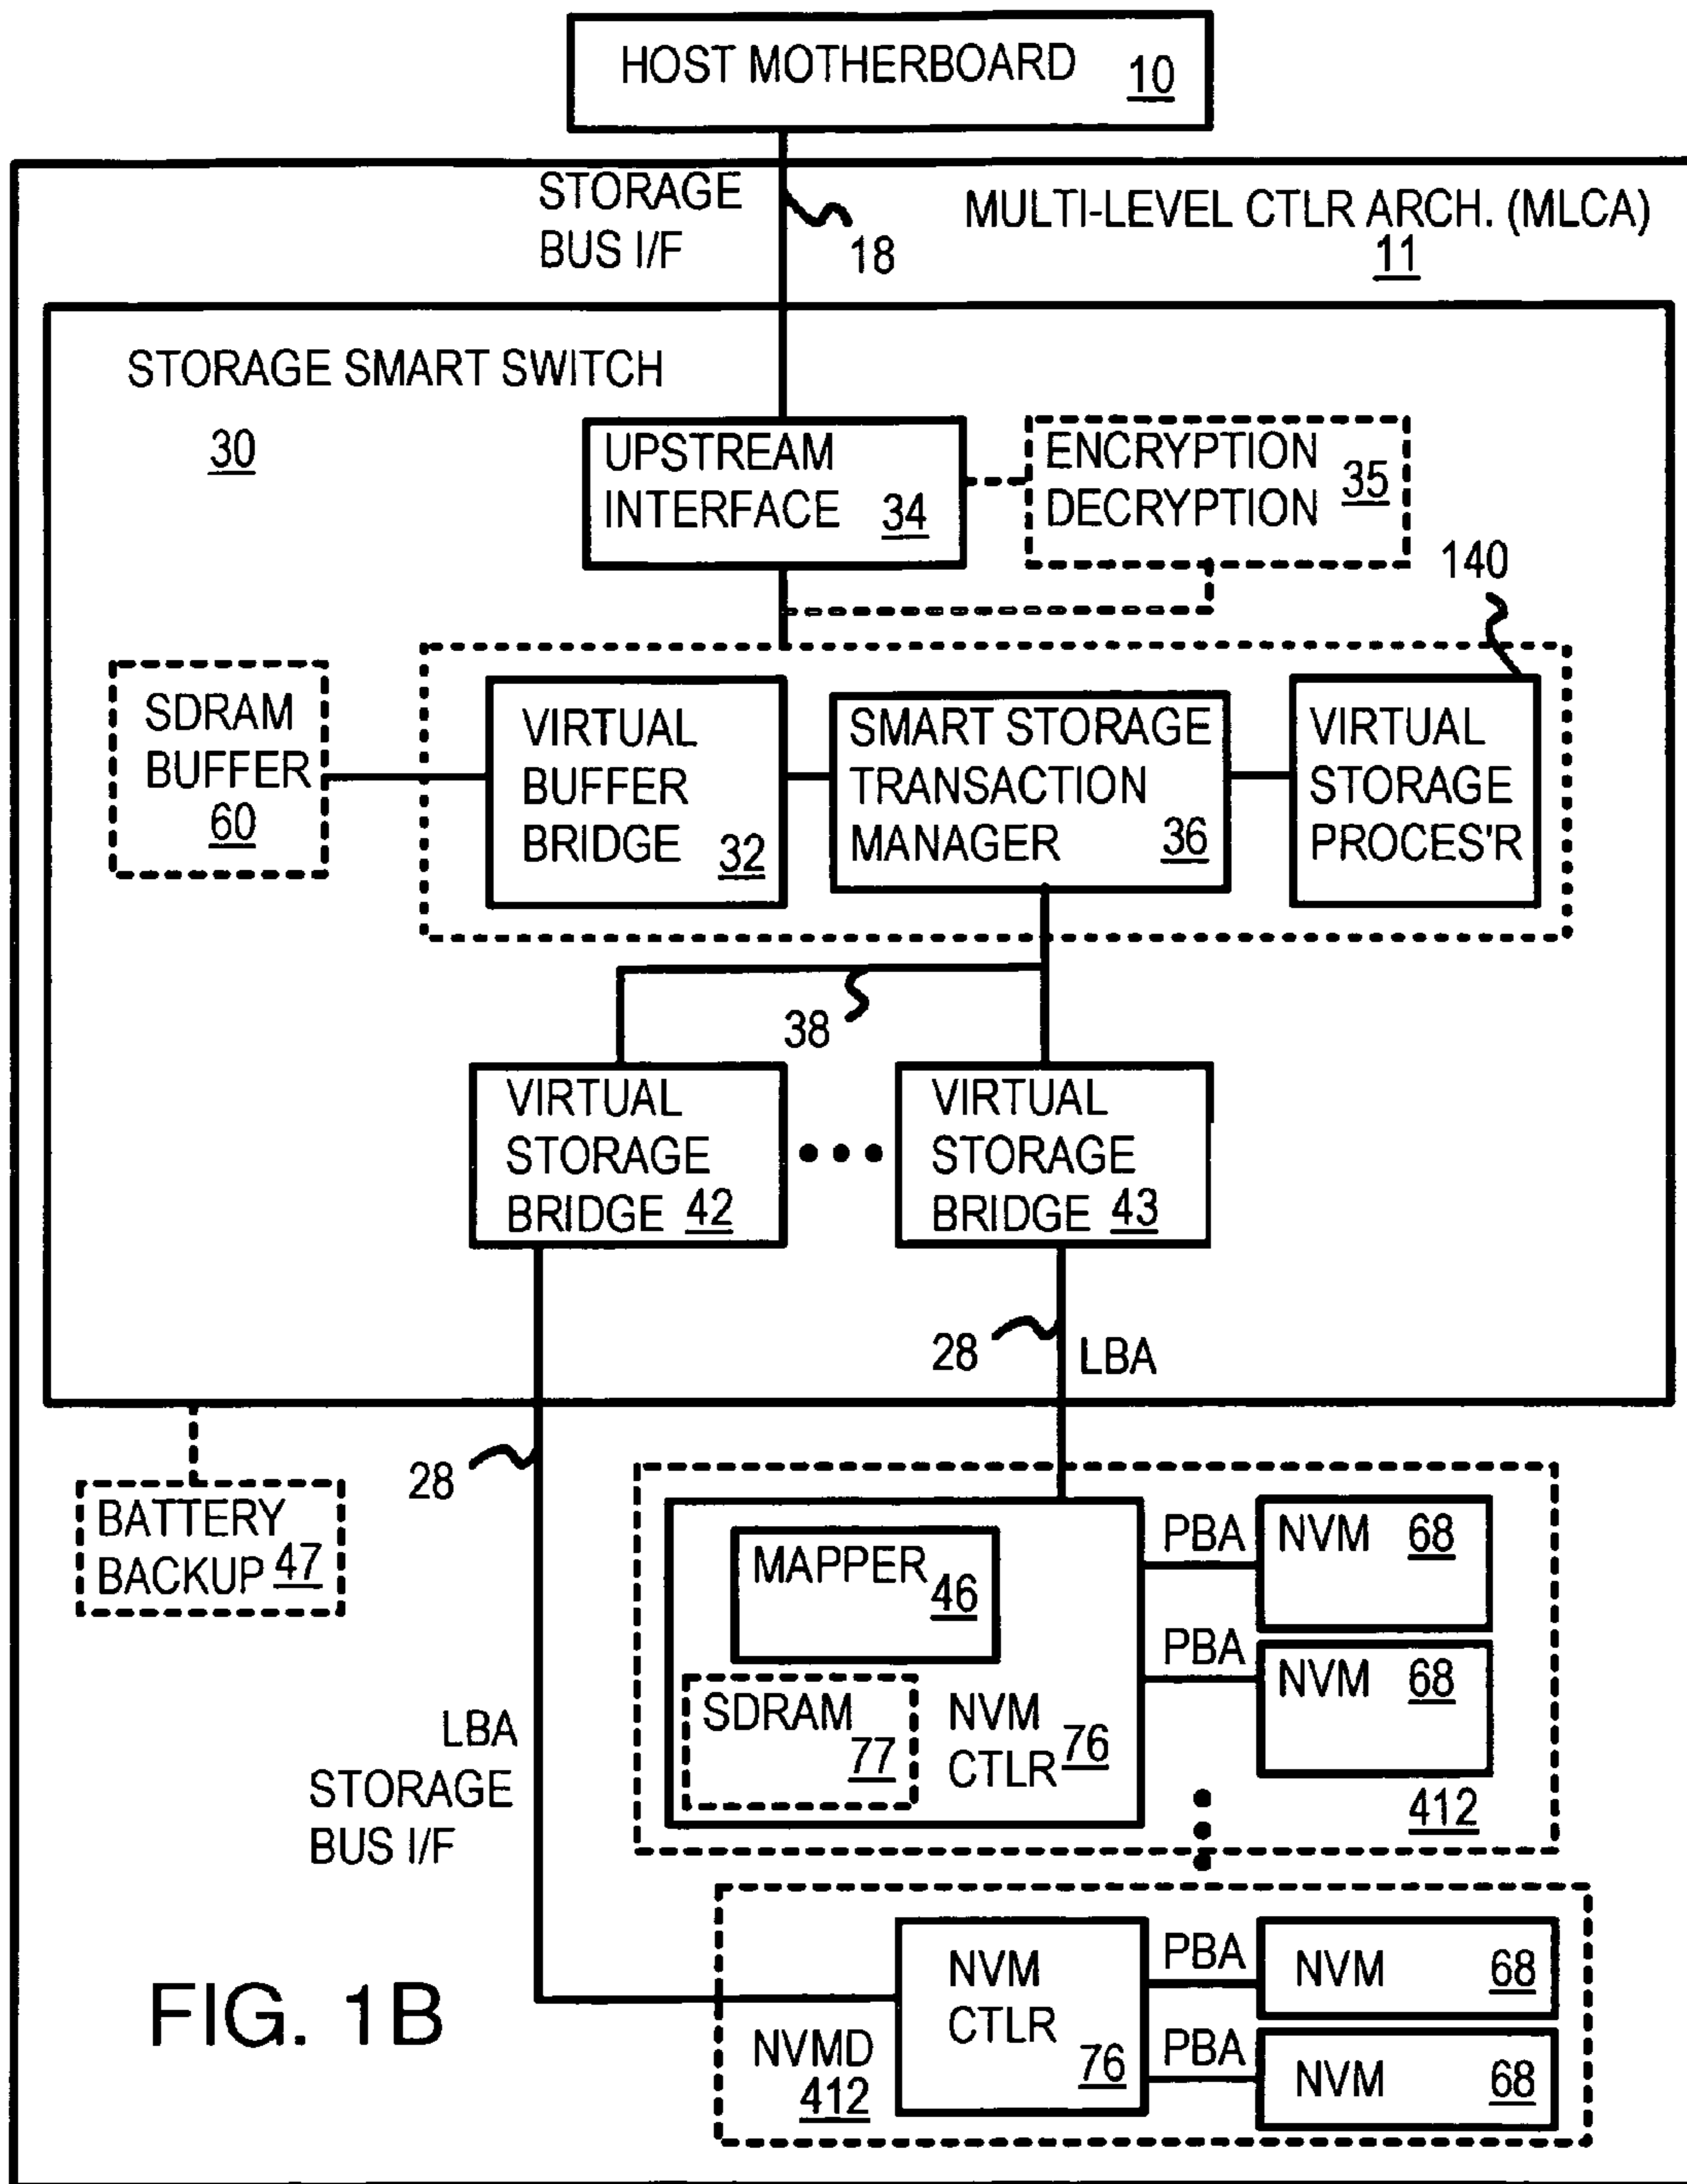 HOST MOTHERBOARD 10
STORAGE
BUS I/F
18
MULTI-LEVEL CTLR ARCH. (MLCA)
11
STORAGE SMART SWITCH
30
UPSTREAM
INTERFACE 34
ENCRYPTION
DECRYPTION 35
140
SDRAM
BUFFER
60
VIRTUAL
BUFFER
BRIDGE 32
SMART STORAGE
TRANSACTION
MANAGER 36
VIRTUAL
STORAGE
PROCES'R
38
VIRTUAL
STORAGE
BRIDGE 42
VIRTUAL
STORAGE
BRIDGE 43
28
LBA
28
BATTERY
BACKUP 47
MAPPER 46
SDRAM
77
NVM
CTLR 76
PBA
NVM 68
PBA
NVM 68
412
LBA
STORAGE
BUS I/F
NVMD
412
NVM
CTLR
76
PBA
NVM 68
PBA
NVM 68
FIG. 1B